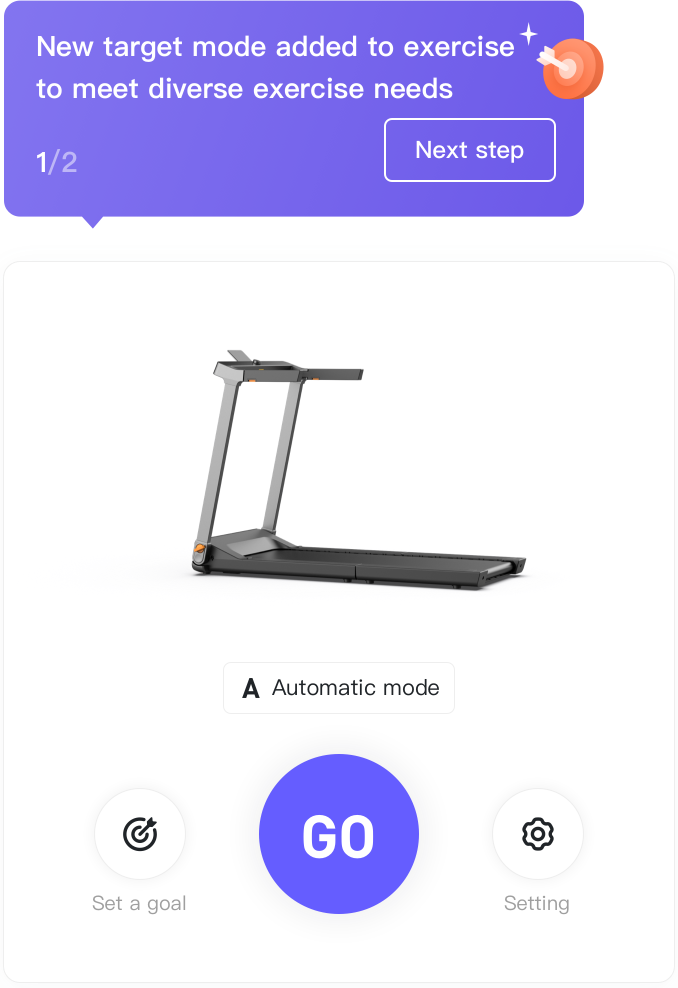 New target mode added to exercise
to meet diverse exercise needs
1/2
Next step
A Automatic mode
GO
Set a goal
Setting